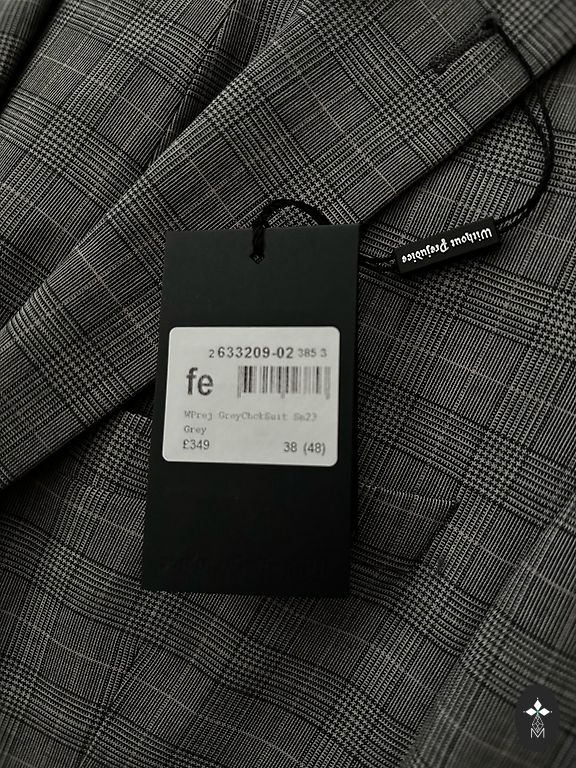 Without Prejudice
2 633209-02 385 3
fe
WPrej GreyChckSuit Sm23
Grey
£349 38 (48)